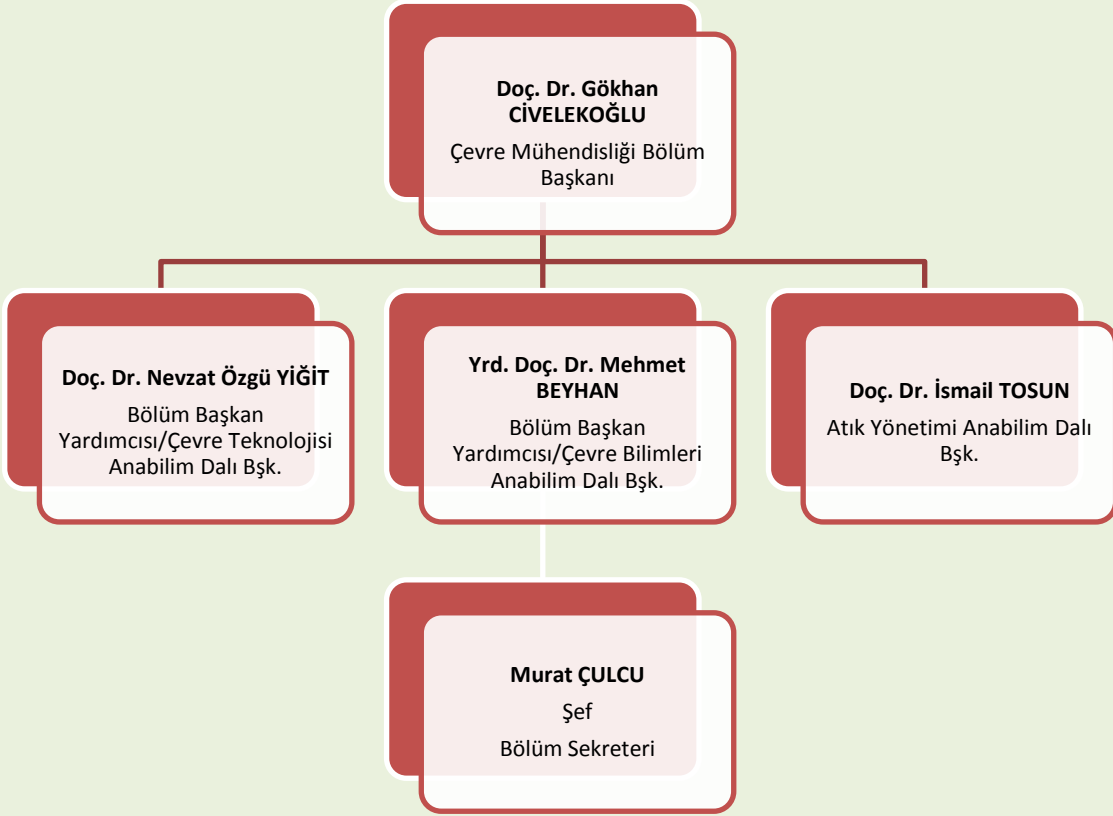 Doç. Dr. Gökhan
CİVELEKOĞLU
Çevre Mühendisliği Bölüm
Başkanı
Doç. Dr. Nevzat Özgü YİĞİT
Bölüm Başkan
Yardımcısı/Çevre Teknolojisi
Anabilim Dalı Bşk.
Yrd. Doç. Dr. Mehmet
BEYHAN
Bölüm Başkan
Yardımcısı/Çevre Bilimleri
Anabilim Dalı Bşk.
Doç. Dr. İsmail TOSUN
Atık Yönetimi Anabilim Dalı
Bşk.
Murat ÇULCU
Şef
Bölüm Sekreteri